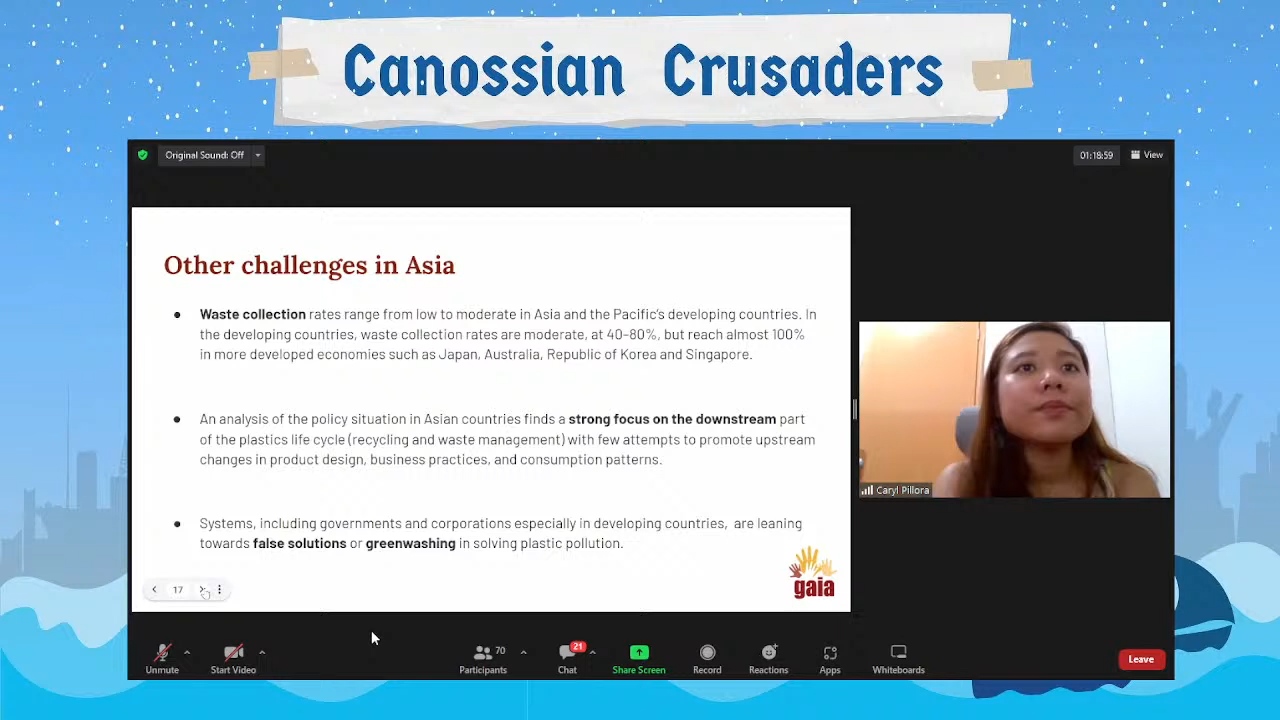 Canossian Crusaders
Original Sound: Off
01:18:59
View
Other challenges in Asia
● Waste collection rates range from low to moderate in Asia and the Pacific's developing countries. In
the developing countries, waste collection rates are moderate, at 40–80%, but reach almost 100%
in more developed economies such as Japan, Australia, Republic of Korea and Singapore.
● An analysis of the policy situation in Asian countries finds a strong focus on the downstream part
of the plastics life cycle (recycling and waste management) with few attempts to promote upstream
changes in product design, business practices, and consumption patterns.
● Systems, including governments and corporations especially in developing countries, are leaning
towards false solutions or greenwashing in solving plastic pollution.
gaia
17
Caryl Pillora
Unmute
Start Video
70
Participants
21
Chat
Share Screen
Record
Reactions
Apps
Whiteboards
Leave